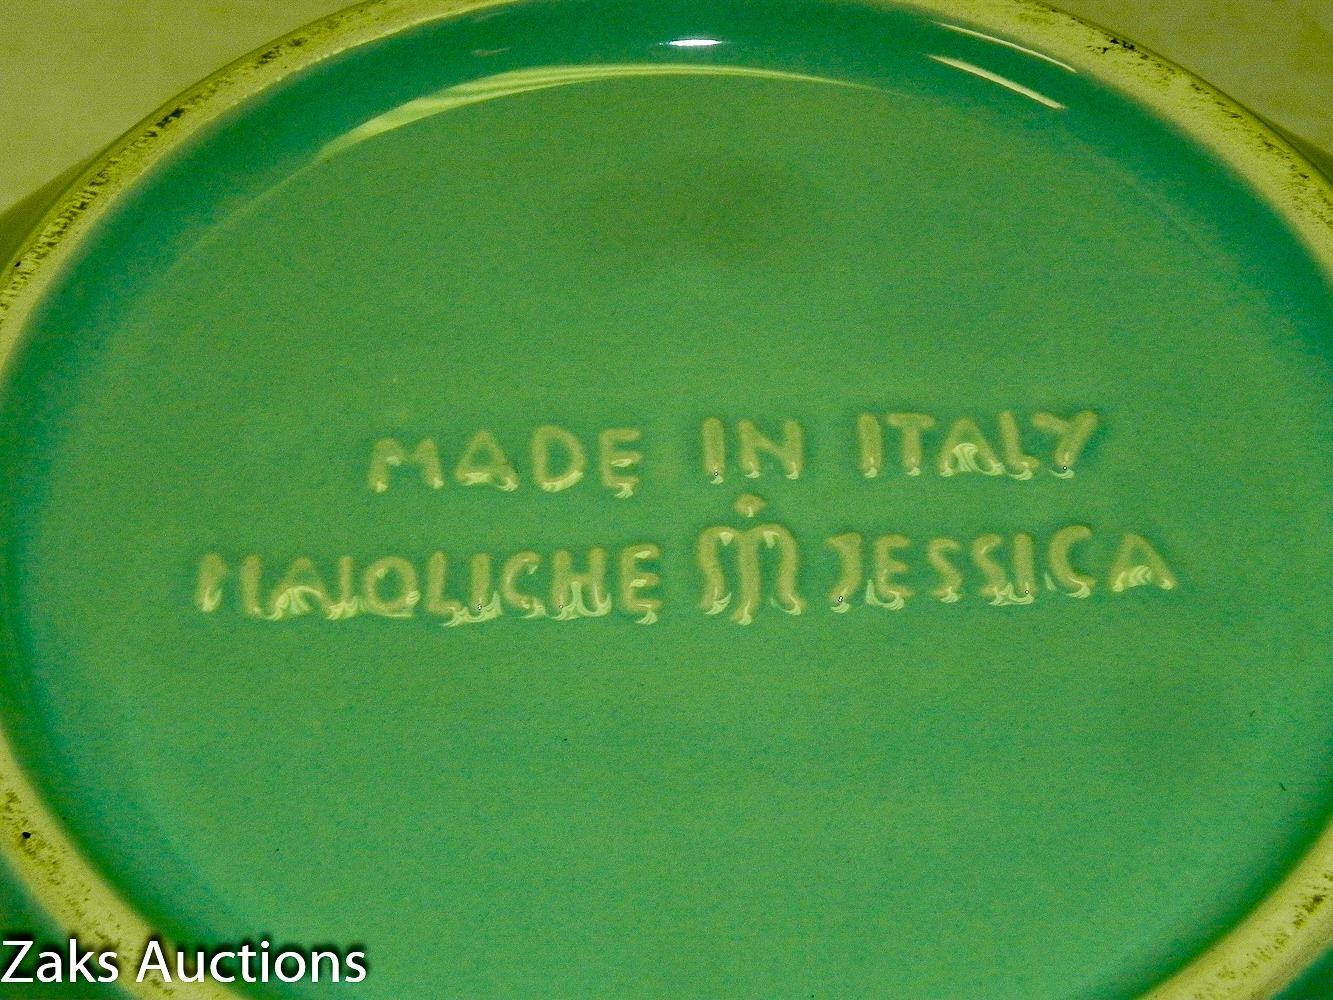 MADE IN ITALY
MAIOLICHE M JESSICA
Zaks Auctions